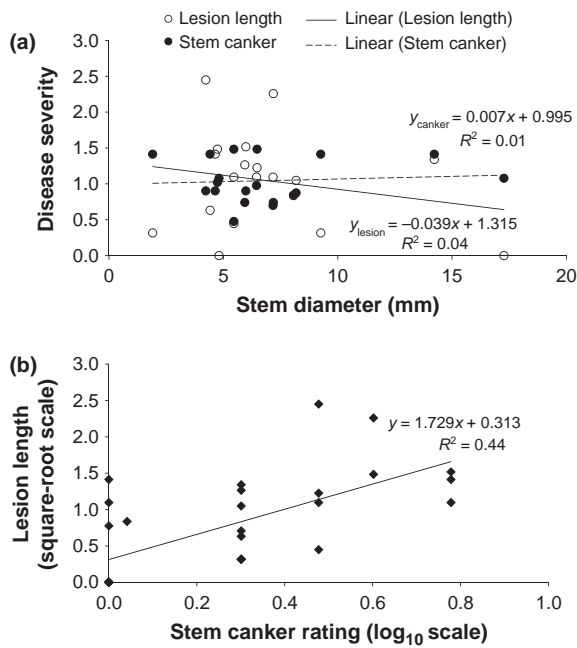 Lesion length
Linear (Lesion length)
Stem canker
Linear (Stem canker)
(a)
Disease severity
3.0
2.5
2.0
1.5
1.0
0.5
0.0
y_canker = 0.007x + 0.995
R² = 0.01
y_lesion = –0.039x + 1.315
R² = 0.04
0 5 10 15 20
Stem diameter (mm)
(b)
Lesion length
(square-root scale)
3.0
2.5
2.0
1.5
1.0
0.5
0.0
y = 1.729x + 0.313
R² = 0.44
0.0 0.2 0.4 0.6 0.8 1.0
Stem canker rating (log₁₀ scale)